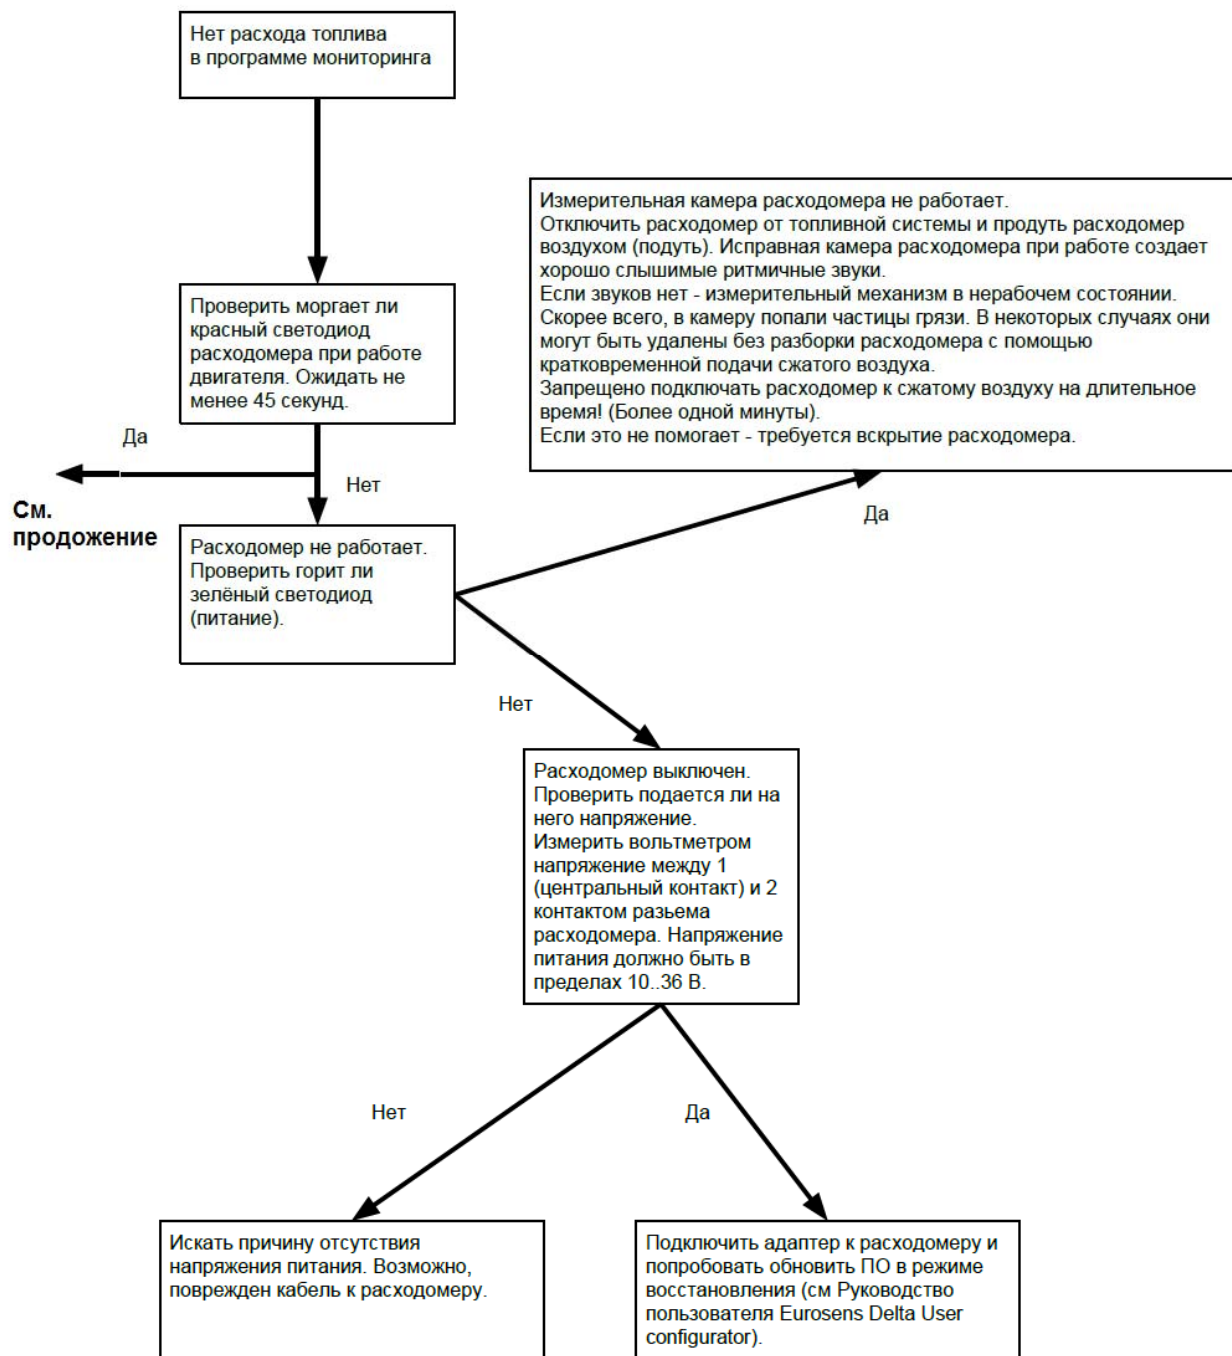 Нет расхода топлива
в программе мониторинга
Измерительная камера расходомера не работает.
Отключить расходомер от топливной системы и продуть расходомер
воздухом (подуть). Исправная камера расходомера при работе создает
хорошо слышимые ритмичные звуки.
Если звуков нет - измерительный механизм в нерабочем состоянии.
Скорее всего, в камеру попали частицы грязи. В некоторых случаях они
могут быть удалены без разборки расходомера с помощью
кратковременной подачи сжатого воздуха.
Запрещено подключать расходомер к сжатому воздуху на длительное
время! (Более одной минуты).
Если это не помогает - требуется вскрытие расходомера.
Проверить моргает ли
красный светодиод
расходомера при работе
двигателя. Ожидать не
менее 45 секунд.
Да
Нет
См.
продожение
Да
Расходомер не работает.
Проверить горит ли
зелёный светодиод
(питание).
Нет
Расходомер выключен.
Проверить подается ли на
него напряжение.
Измерить вольтметром
напряжение между 1
(центральный контакт) и 2
контактом разьема
расходомера. Напряжение
питания должно быть в
пределах 10..36 В.
Нет
Да
Искать причину отсутствия
напряжения питания. Возможно,
поврежден кабель к расходомеру.
Подключить адаптер к расходомеру и
попробовать обновить ПО в режиме
восстановления (см Руководство
пользователя Eurosens Delta User
configurator).